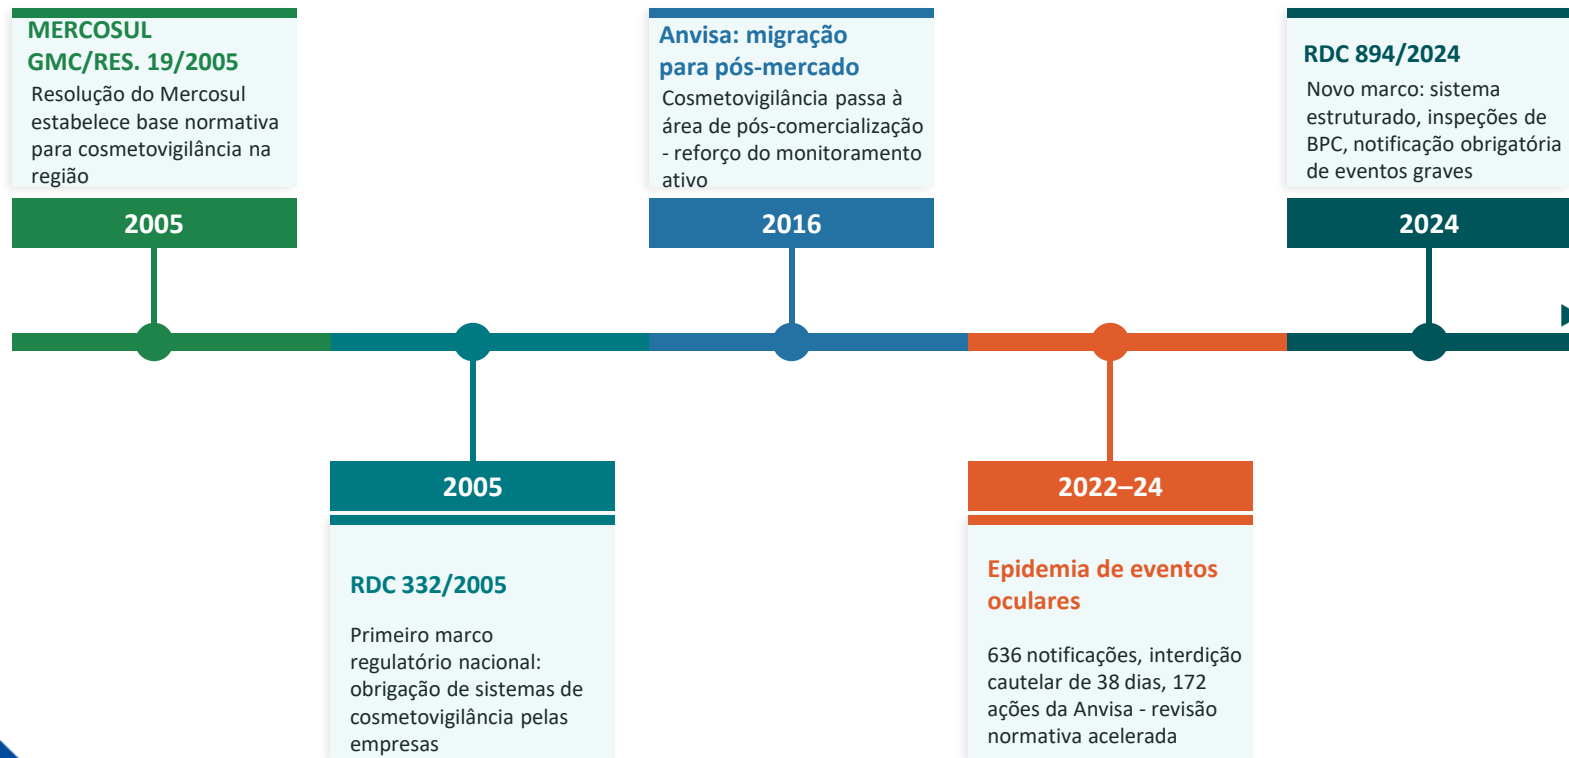 MERCOSUL
GMC/RES. 19/2005
Resolução do Mercosul
estabelece base normativa
para cosmetovigilância na
região
2005
RDC 332/2005
2005
Primeiro marco
regulatório nacional:
obrigação de sistemas de
cosmetovigilância pelas
empresas
Anvisa: migração
para pós-mercado
Cosmetovigilância passa à
área de pós-comercialização
- reforço do monitoramento
ativo
2016
2022–24
Epidemia de eventos
oculares
636 notificações, interdição
cautelar de 38 dias, 172
ações da Anvisa - revisão
normativa acelerada
RDC 894/2024
Novo marco: sistema
estruturado, inspeções de
BPC, notificação obrigatória
de eventos graves
2024